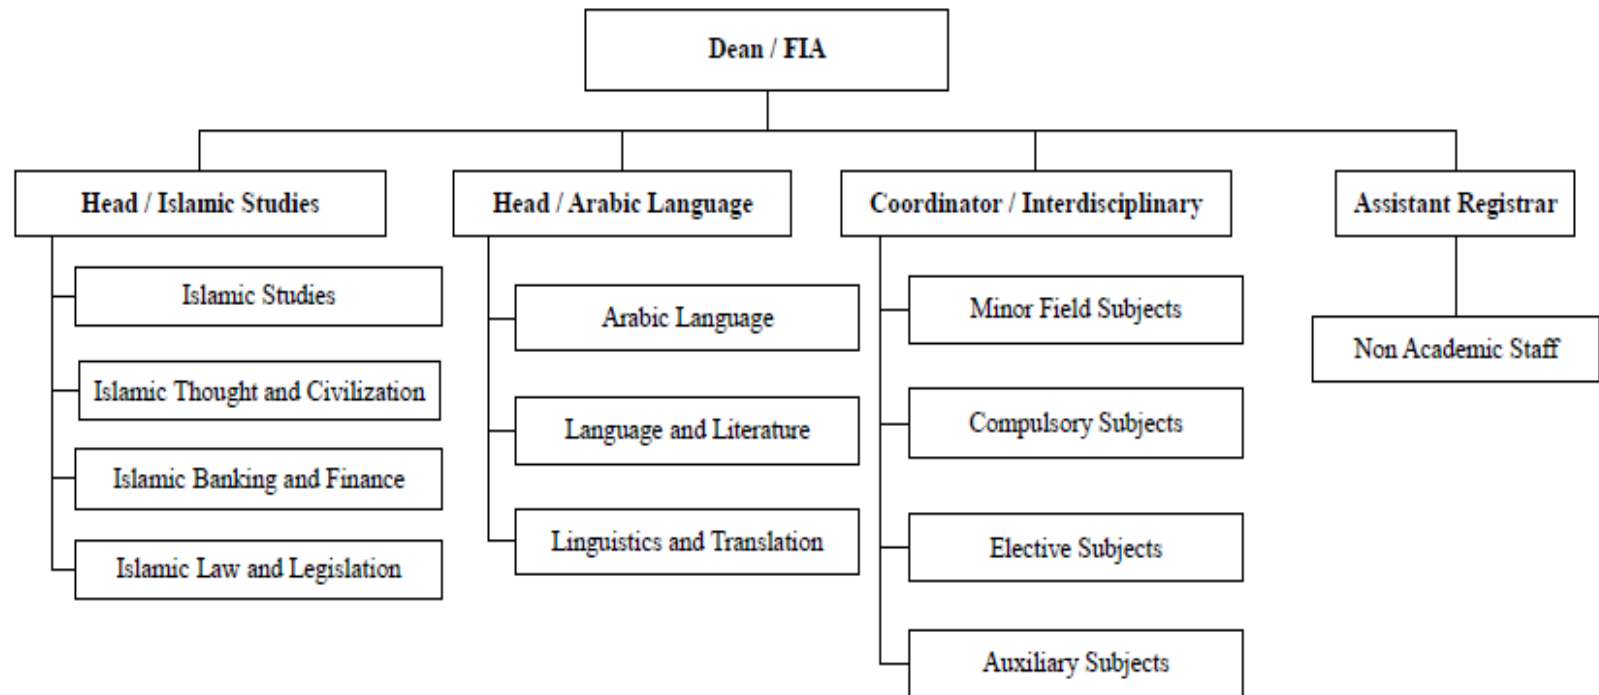 Dean / FIA
Head / Islamic Studies
Islamic Studies
Islamic Thought and Civilization
Islamic Banking and Finance
Islamic Law and Legislation
Head / Arabic Language
Arabic Language
Language and Literature
Linguistics and Translation
Coordinator / Interdisciplinary
Minor Field Subjects
Compulsory Subjects
Elective Subjects
Auxiliary Subjects
Assistant Registrar
Non Academic Staff